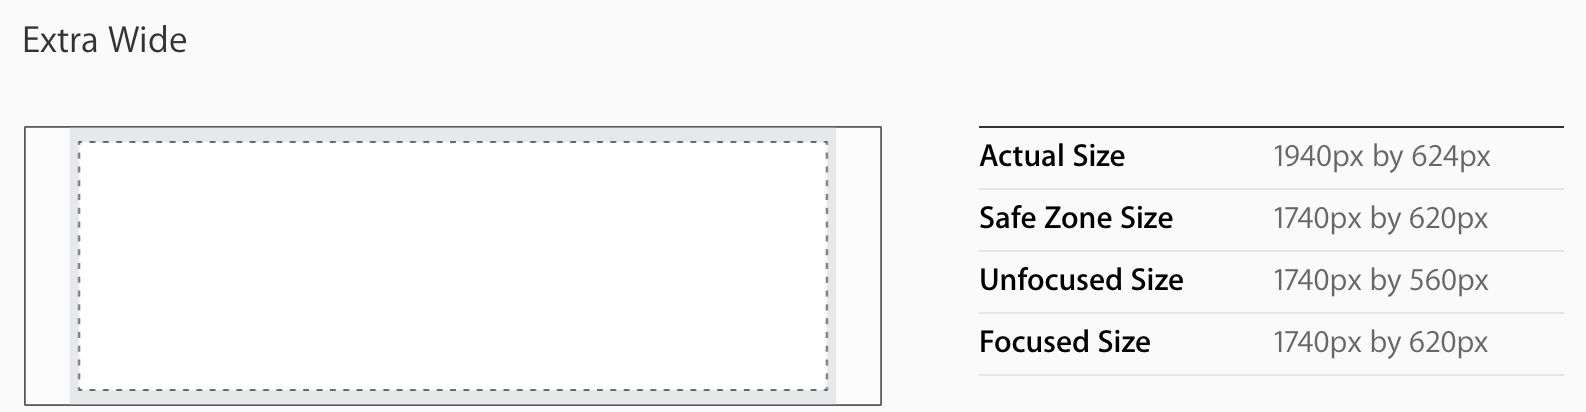 Extra Wide
Actual Size 1940px by 624px
Safe Zone Size 1740px by 620px
Unfocused Size 1740px by 560px
Focused Size 1740px by 620px